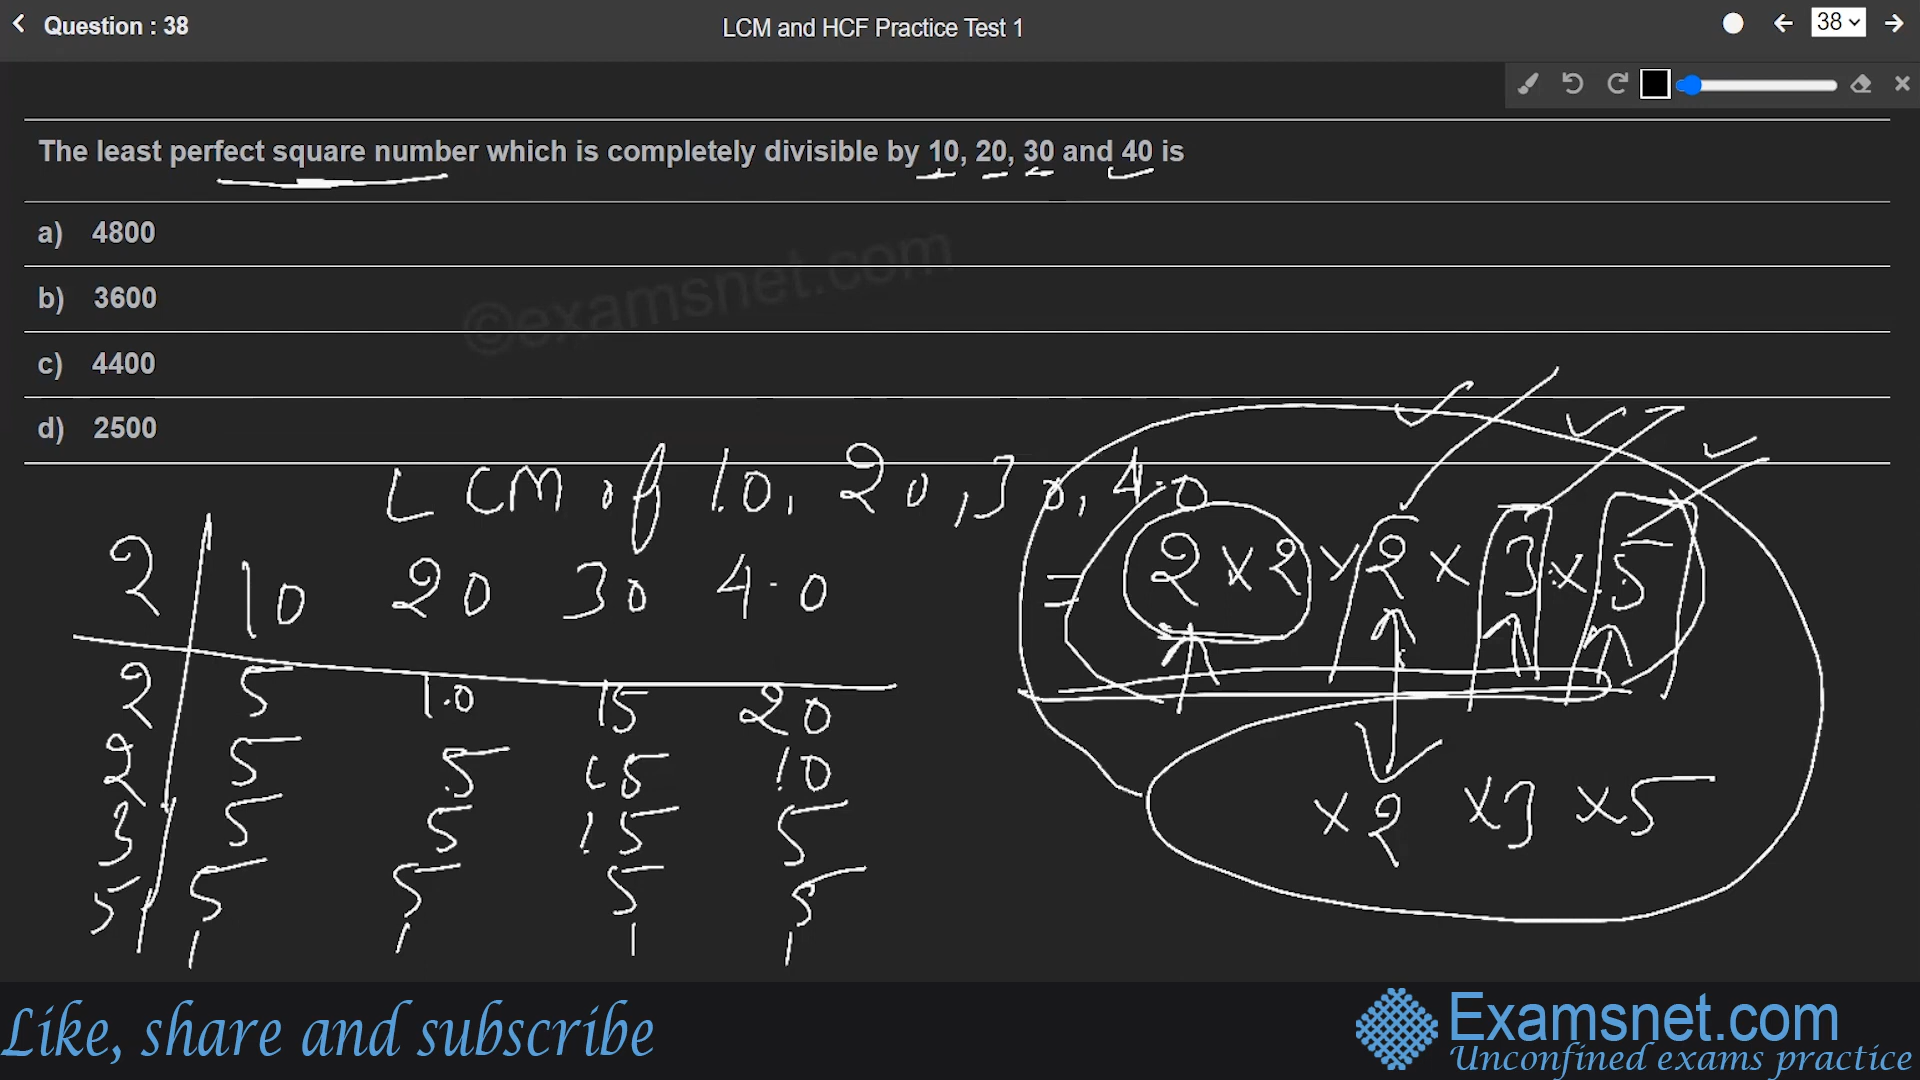 Question : 38
LCM and HCF Practice Test 1
38
The least perfect square number which is completely divisible by 10, 20, 30 and 40 is
a) 4800
b) 3600
c) 4400
d) 2500
©examsnet.com
LCM of 10, 20, 30, 40
2 10 20 30 40
2 5 10 15 20
2 5 5 15 10
3 5 5 15 5
5 5 5 5 5
1 1 1 1
= 2 × 2 × 2 × 3 × 5
× 2 × 3 × 5
Like, share and subscribe
Examsnet.com
Unconfined exams practice